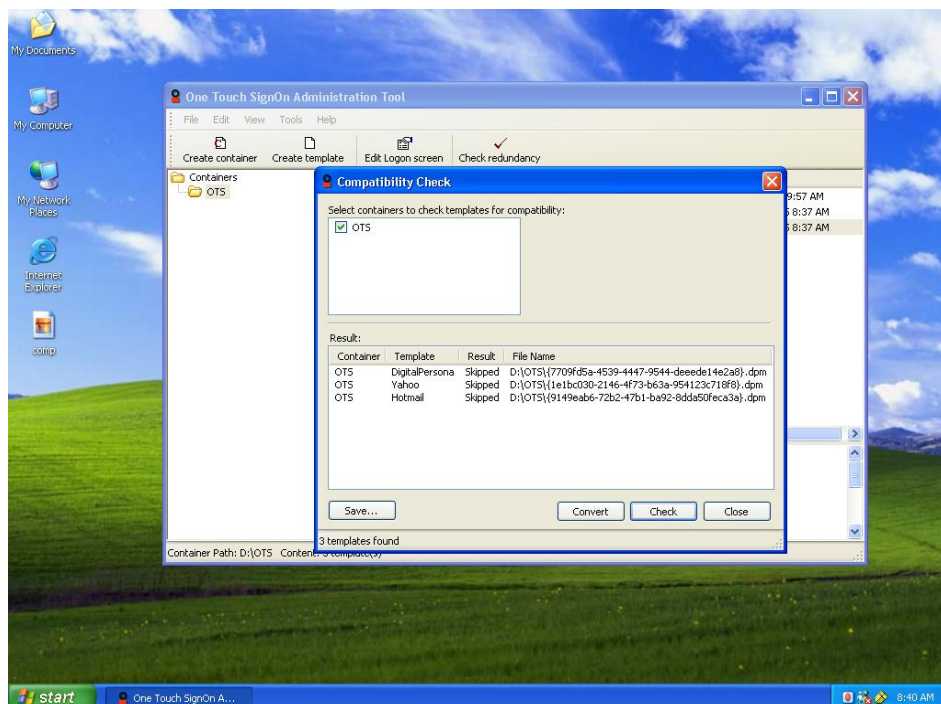 My Documents
My Computer
My Network
Places
Internet
Explorer
comp
One Touch SignOn Administration Tool
File Edit View Tools Help
Create container Create template Edit Logon screen Check redundancy
Containers
OTS
9:57 AM
8:37 AM
8:37 AM
Compatibility Check
Select containers to check templates for compatibility:
OTS
Result:
Container Template Result File Name
OTS DigitalPersona Skipped D:\OTS\{7709fd5a-4539-4447-9544-deeede14e2a8}.dpm
OTS Yahoo Skipped D:\OTS\{1e1bc030-2146-4f73-b63a-954123c718f8}.dpm
OTS Hotmail Skipped D:\OTS\{9149eab6-72b2-47b1-ba92-8dda50feca3a}.dpm
Save... Convert Check Close
3 templates found
Container Path: D:\OTS Content: 3 template(s)
start One Touch SignOn A... 8:40 AM